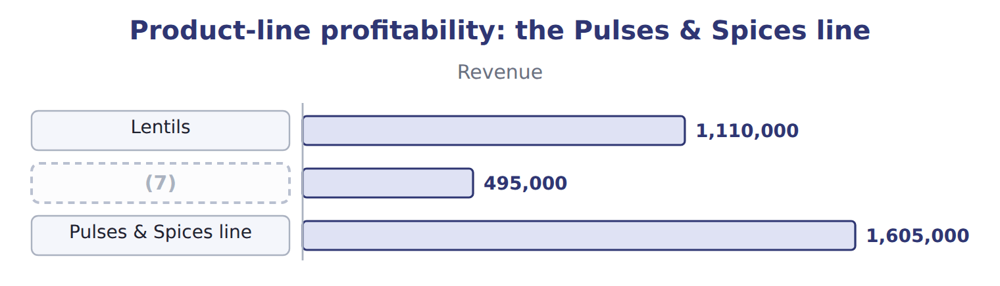 Product-line profitability: the Pulses & Spices line
Revenue
Lentils
1,110,000
(7)
495,000
Pulses & Spices line
1,605,000